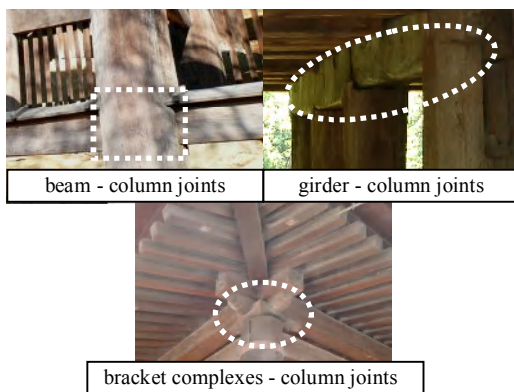 beam - column joints
girder - column joints
bracket complexes - column joints